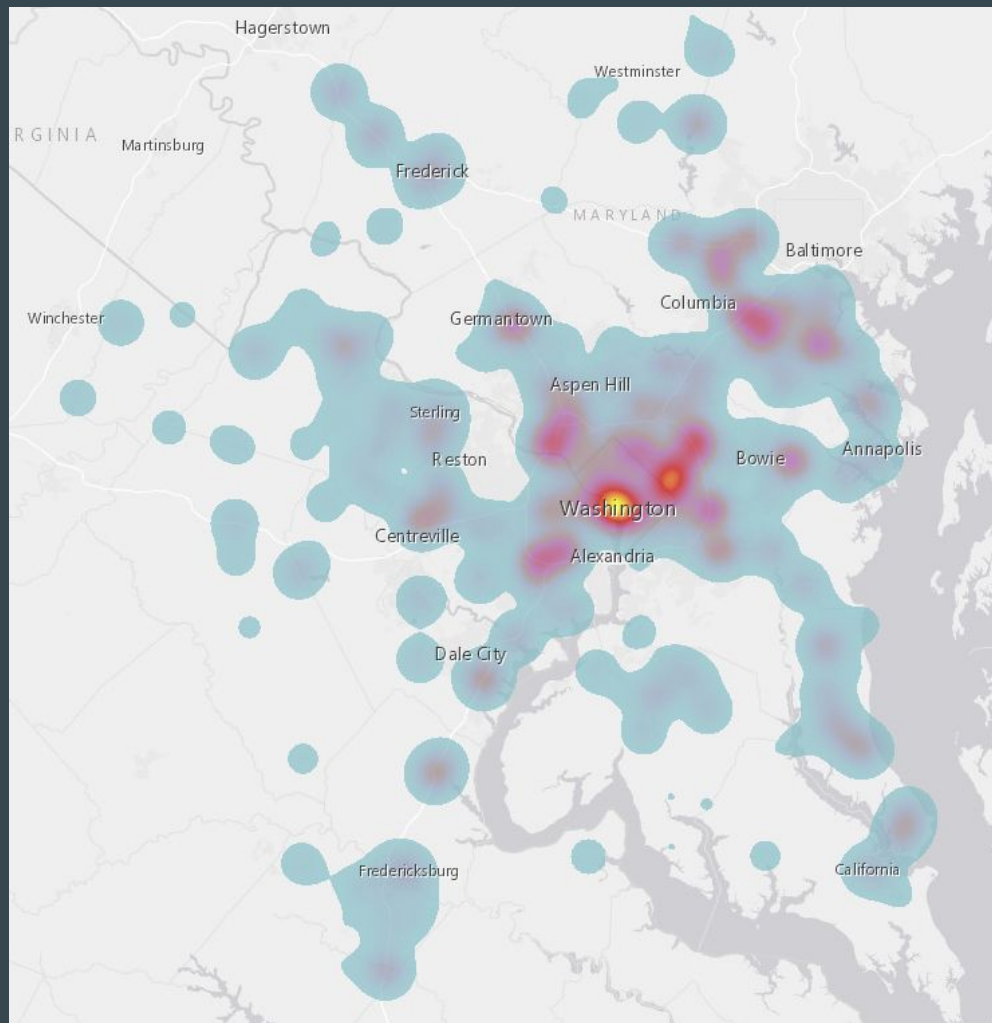 Hagerstown
Westminster
RGINIA
Martinsburg
Frederick
MARYLAND
Baltimore
Columbia
Winchester
Germantown
Aspen Hill
Sterling
Annapolis
Reston
Bowie
Washington
Centreville
Alexandria
Dale City
Fredericksburg
California